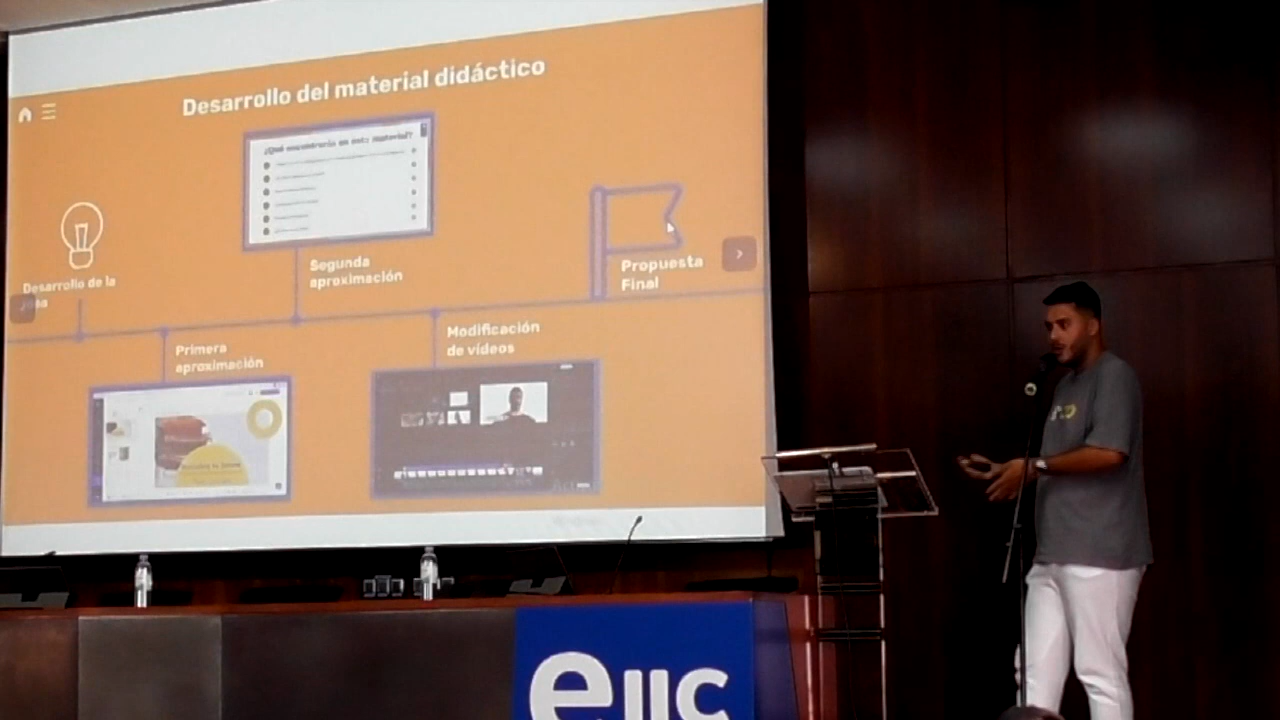 Desarrollo del material didáctico
¿Qué encontrarás en este material?
Desarrollo de la
Segunda
aproximación
Propuesta
Final
Primera
aproximación
Modificación
de vídeos
eiic